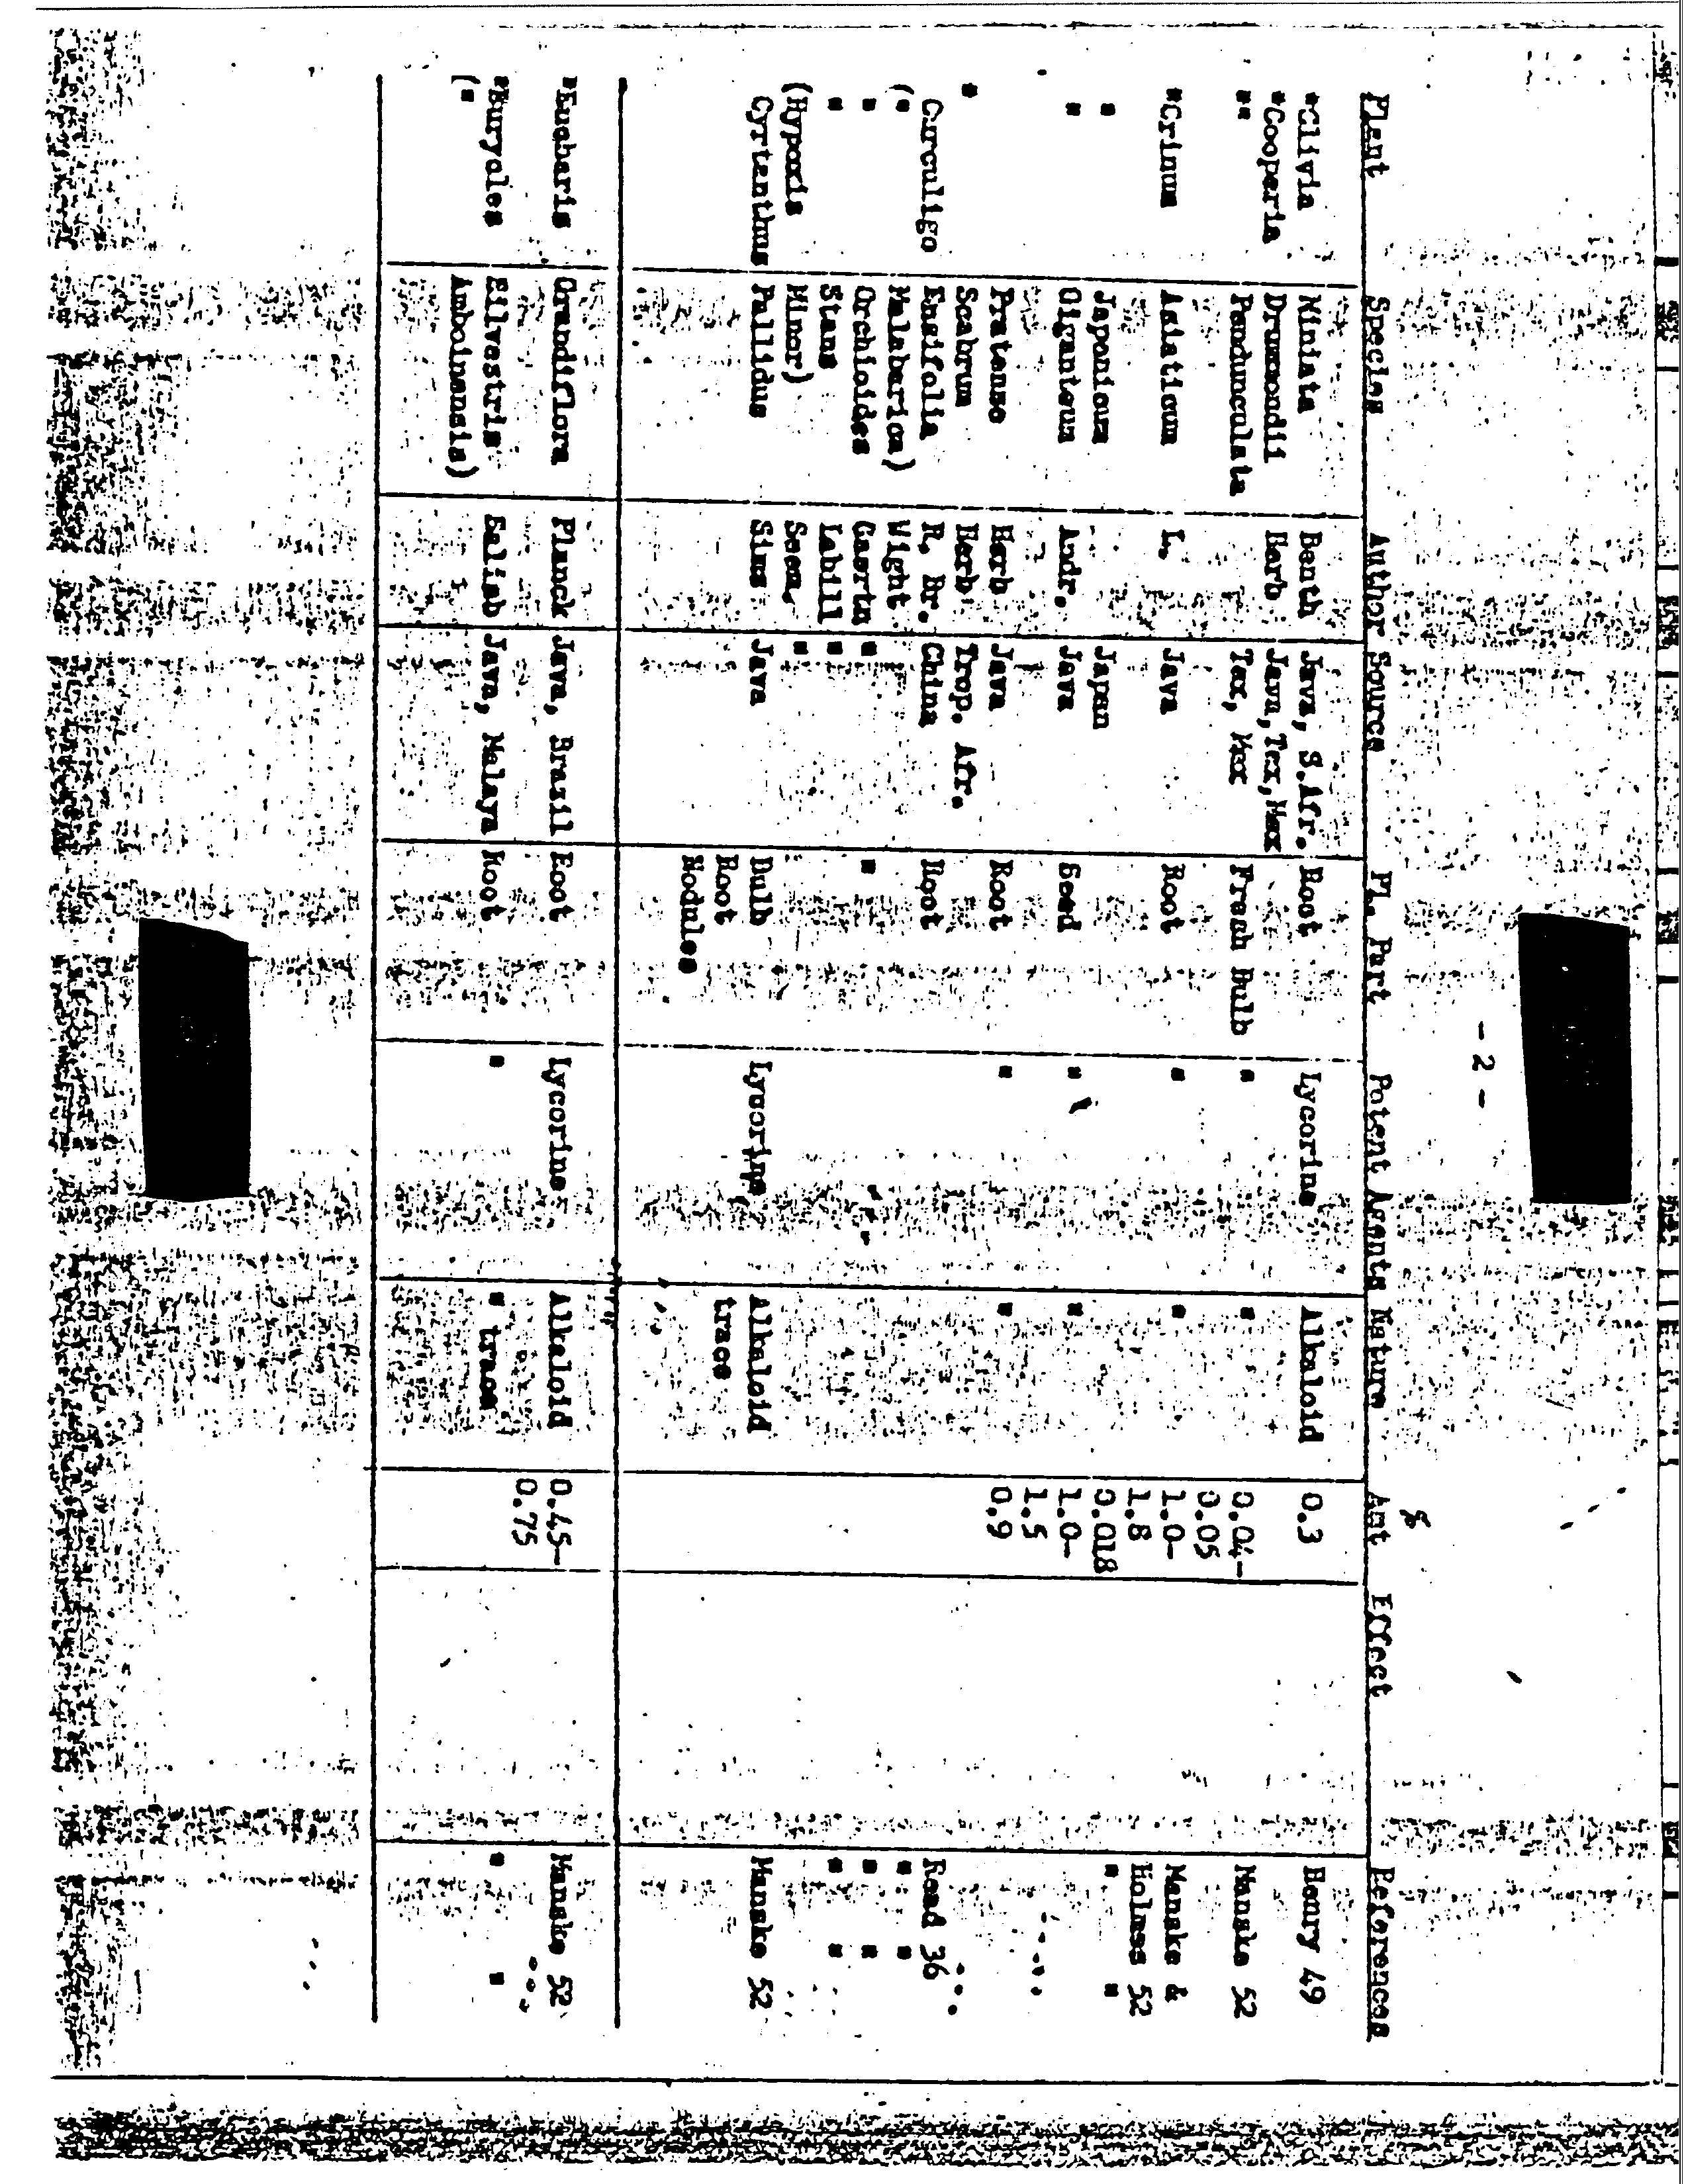 - 2 -
%
Plant Species Author Source Pl. Part Potent Agents Nature Amt Effect References
*Clivia Miniata Benth Java, S.Afr. Root Lycorine Alkaloid 0.3 Henry 49
*Cooperia Drummondii Herb Java,Tex,Mex
*" Pendunculata Tex, Mex Fresh Bulb " " 0.04- Manske 52
0.05
*Crinum Asiaticum L. Java Root " " 1.0- Manske &
1.8 Holmes 52
" Japonicum Japan 0.018 " "
" Giganteum Andr. Java Seed " " 1.0-
1.5
Pratense Herb Java Root " " 0.9
" Scabrum Herb Trop. Afr.
Curculigo Ensifolia R. Br. China Root Read 36
(" Malabarica) Wight " "
" Orchioides Gaertn " " " "
" Stans Labill " " "
(Hypoxis Minor) Seem. "
Cyrtanthus Pallidus Sims Java Bulb Lycorine Alkaloid Manske 52
Root trace
Nodules
*Eucharis Grandiflora Planck Java, Brazil Root Lycorine Alkaloid 0.45- Manske 52
0.75
*Eurycles Silvestris Salisb Java, Malaya Root " " trace " "
(" Amboinensis)